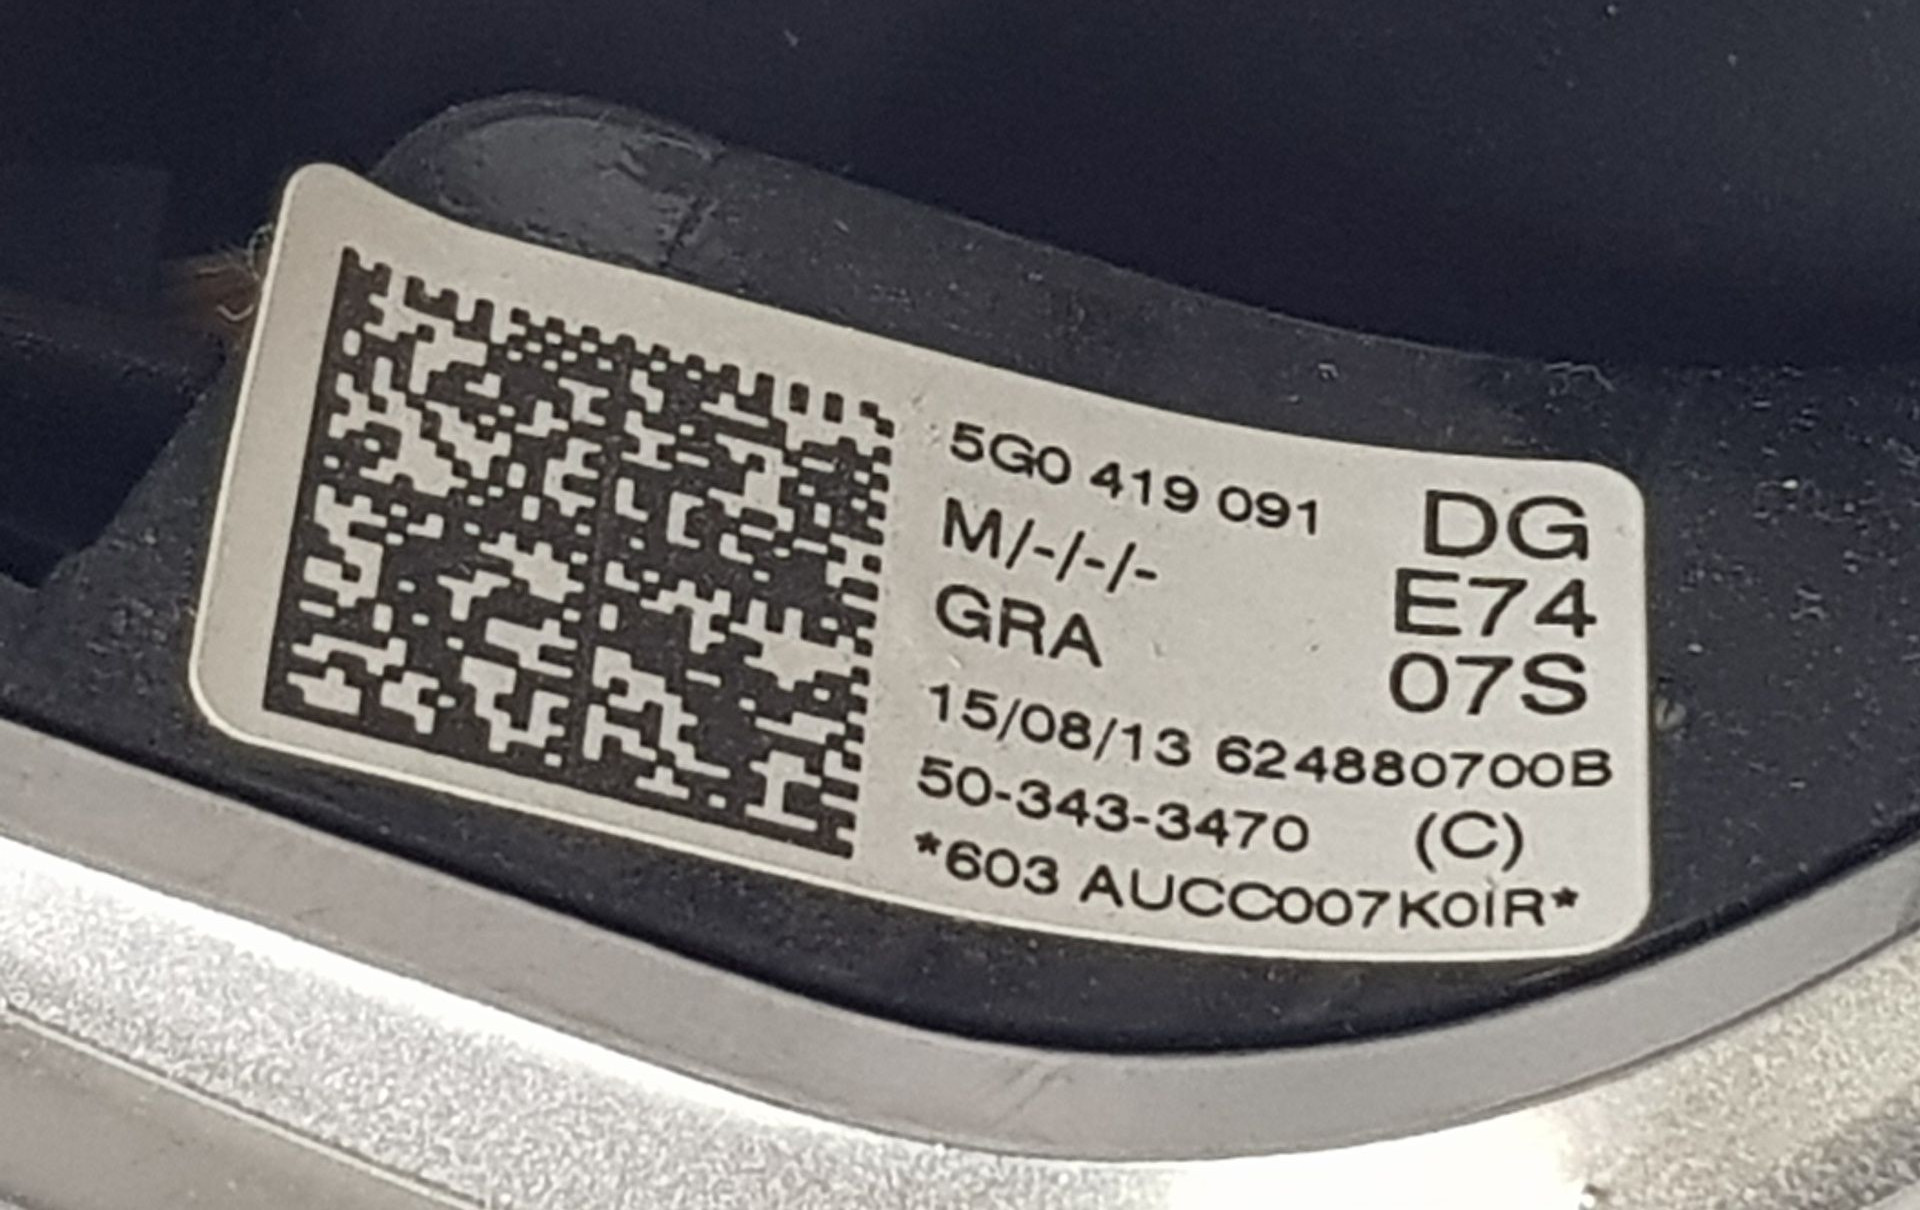 5G0 419 091 DG
M/-/-/- E74
GRA 07S
15/08/13 624880700B
50-343-3470 (C)
*603 AUCC007K0IR*